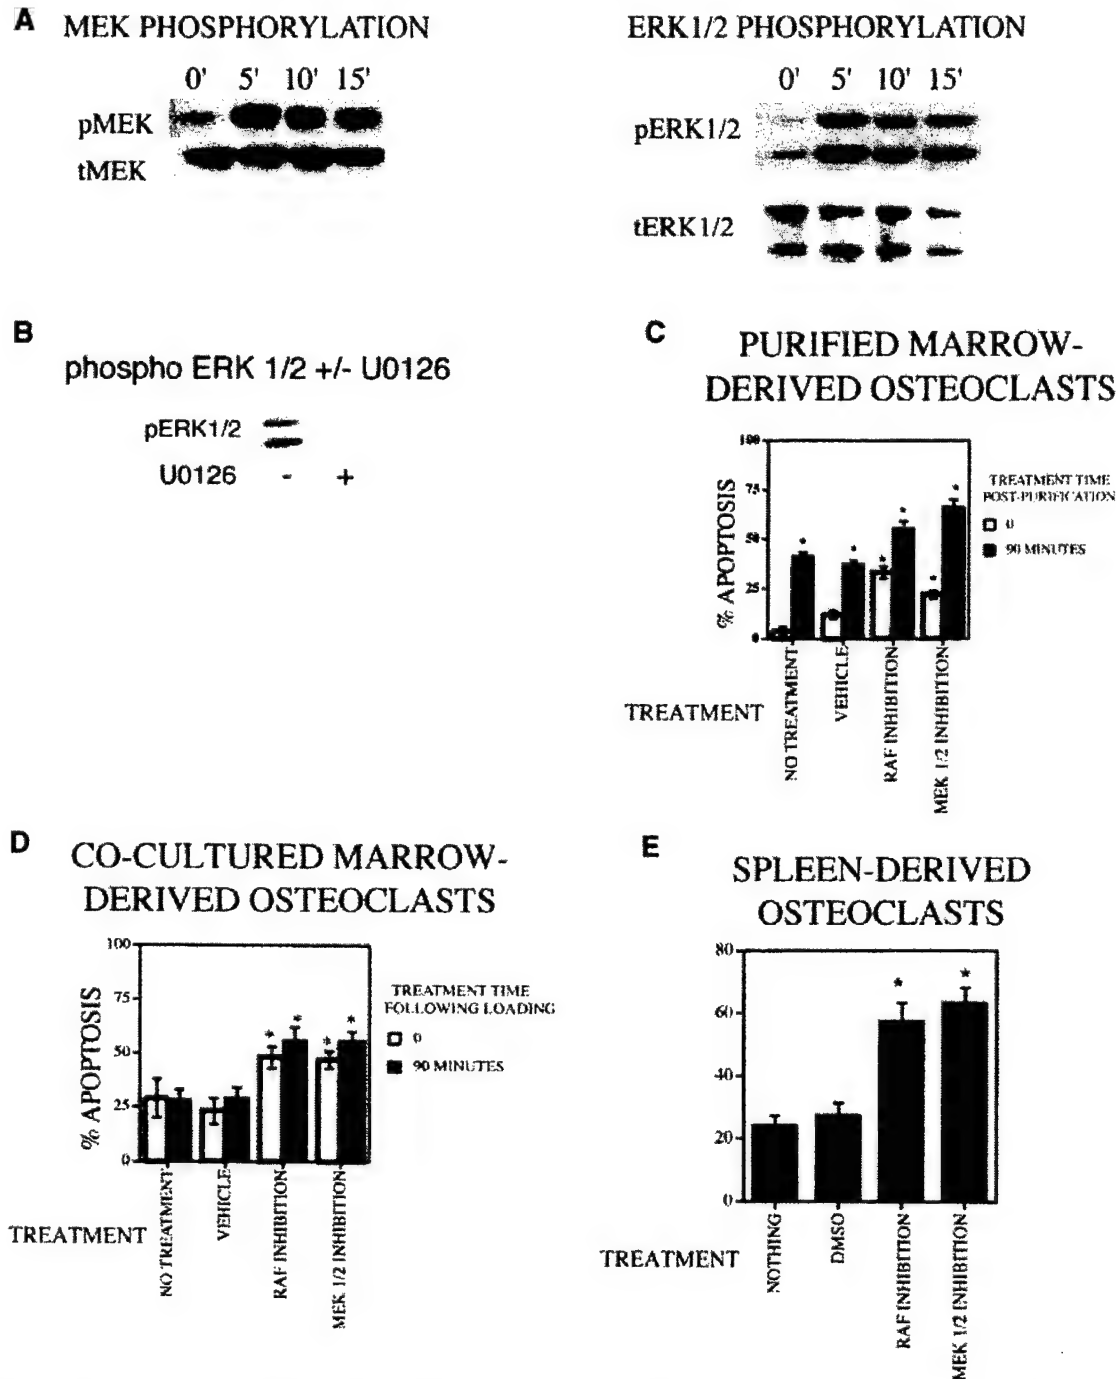 A MEK PHOSPHORYLATION
0' 5' 10' 15'
pMEK
tMEK
ERK1/2 PHOSPHORYLATION
0' 5' 10' 15'
pERK1/2
tERK1/2
B
phospho ERK 1/2 +/- U0126
pERK1/2
U0126 - +
C PURIFIED MARROW-
DERIVED OSTEOCLASTS
100
75
50
25
0
% APOPTOSIS
* * * * * *
TREATMENT TIME
POST-PURIFICATION
0
90 MINUTES
TREATMENT
NO TREATMENT
VEHICLE
RAF INHIBITION
MEK 1/2 INHIBITION
D CO-CULTURED MARROW-
DERIVED OSTEOCLASTS
100
75
50
25
0
% APOPTOSIS
* * * *
TREATMENT TIME
FOLLOWING LOADING
0
90 MINUTES
TREATMENT
NO TREATMENT
VEHICLE
RAF INHIBITION
MEK 1/2 INHIBITION
E SPLEEN-DERIVED
OSTEOCLASTS
80
60
40
20
0
* *
TREATMENT
NOTHING
DMSO
RAF INHIBITION
MEK 1/2 INHIBITION